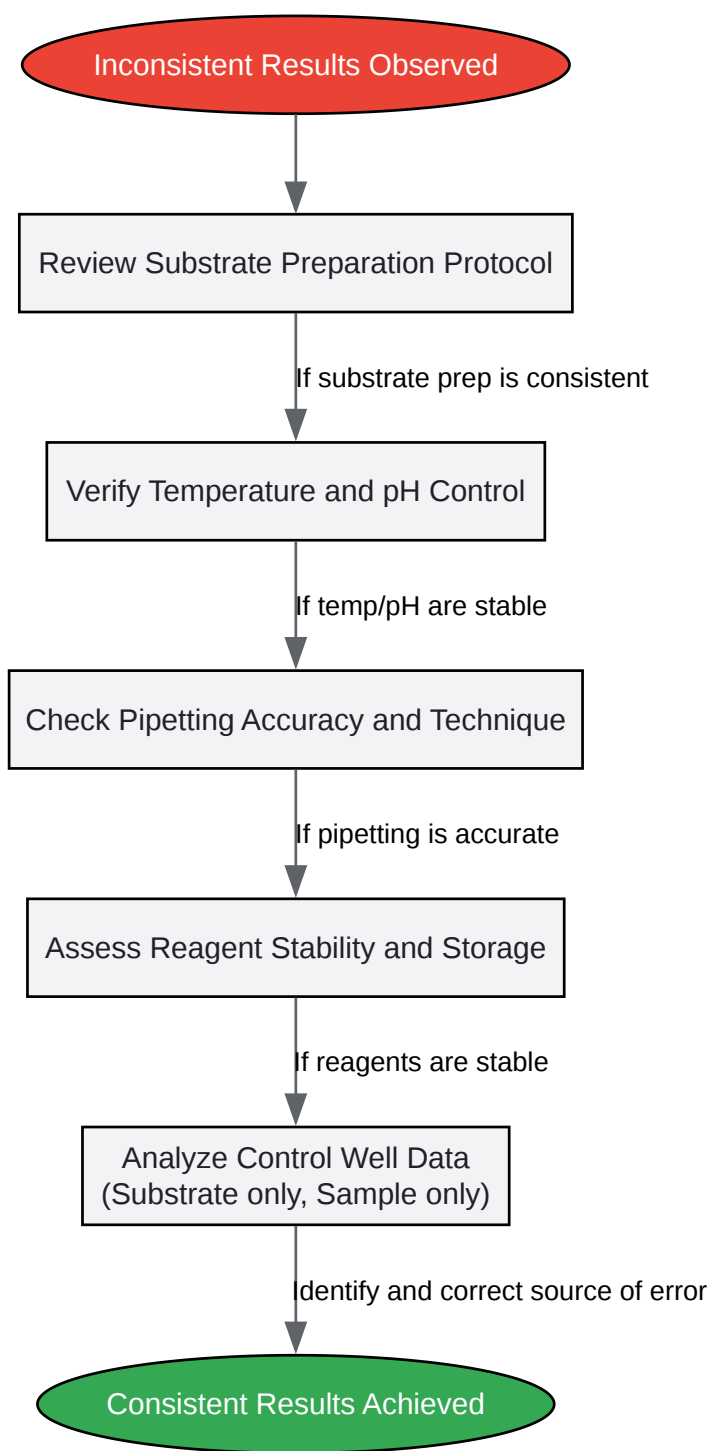 Inconsistent Results Observed
Review Substrate Preparation Protocol
If substrate prep is consistent
Verify Temperature and pH Control
If temp/pH are stable
Check Pipetting Accuracy and Technique
If pipetting is accurate
Assess Reagent Stability and Storage
If reagents are stable
Analyze Control Well Data
(Substrate only, Sample only)
Identify and correct source of error
Consistent Results Achieved